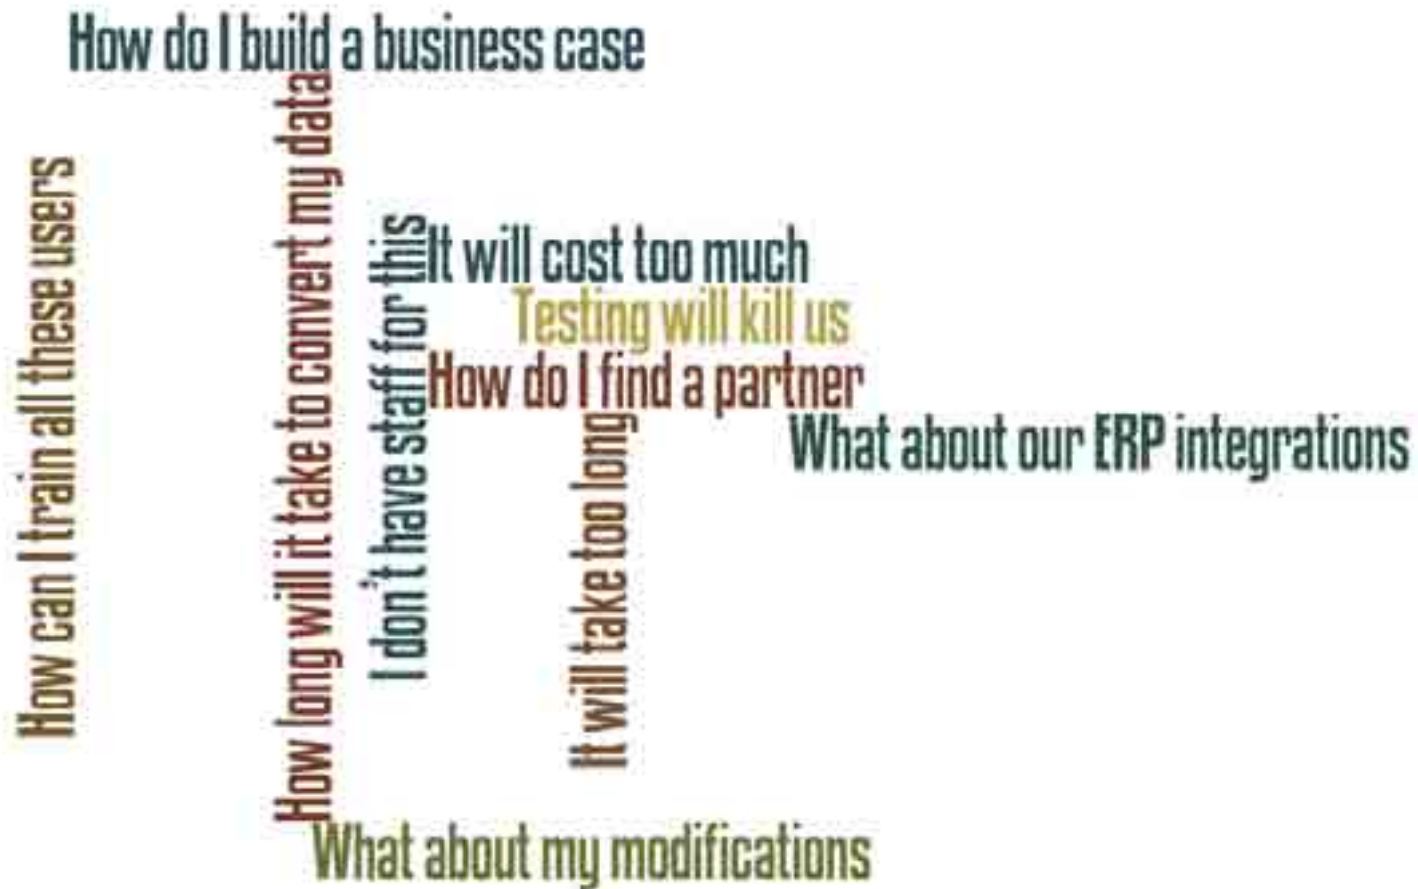 How do I build a business case
How can I train all these users
How long will it take to convert my data
I don't have staff for this
It will cost too much
Testing will kill us
How do I find a partner
What about our ERP integrations
It will take too long
What about my modifications